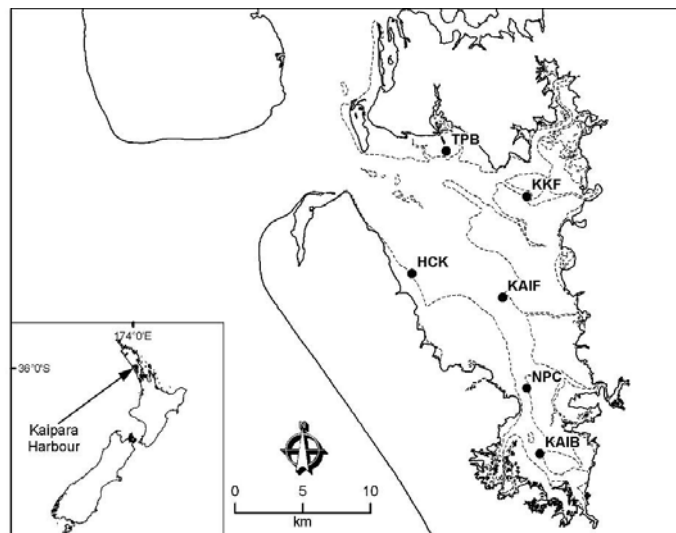 TPB
KKF
HCK
KAIF
NPC
KAIB
174°0'E
36°0'S
Kaipara
Harbour
0 5 10
km